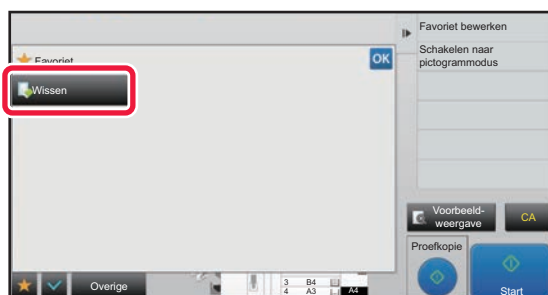 Favoriet
OK
Wissen
Overige
3 B4
4 A3
A4
Favoriet bewerken
Schakelen naar
pictogrammodus
Voorbeeld-
weergave
CA
Proefkopie
Start